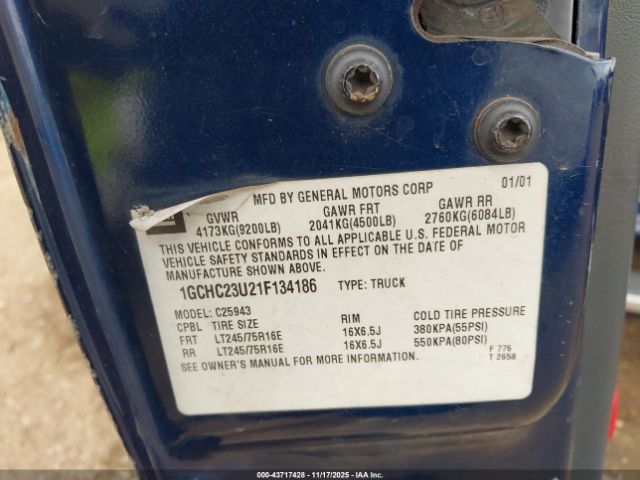 MFD BY GENERAL MOTORS CORP 01/01
GVWR GAWR FRT GAWR RR
4173KG(9200LB) 2041KG(4500LB) 2760KG(6084LB)
THIS VEHICLE CONFORMS TO ALL APPLICABLE U.S. FEDERAL MOTOR
VEHICLE SAFETY STANDARDS IN EFFECT ON THE DATE OF
MANUFACTURE SHOWN ABOVE.
1GCHC23U21F134186 TYPE: TRUCK
MODEL: C25943
CPBL TIRE SIZE RIM COLD TIRE PRESSURE
FRT LT245/75R16E 16X6.5J 380KPA(55PSI)
RR LT245/75R16E 16X6.5J 550KPA(80PSI)
SEE OWNER'S MANUAL FOR MORE INFORMATION. F 776
T 2658
000-43717428 - 11/17/2025 - IAA, Inc.